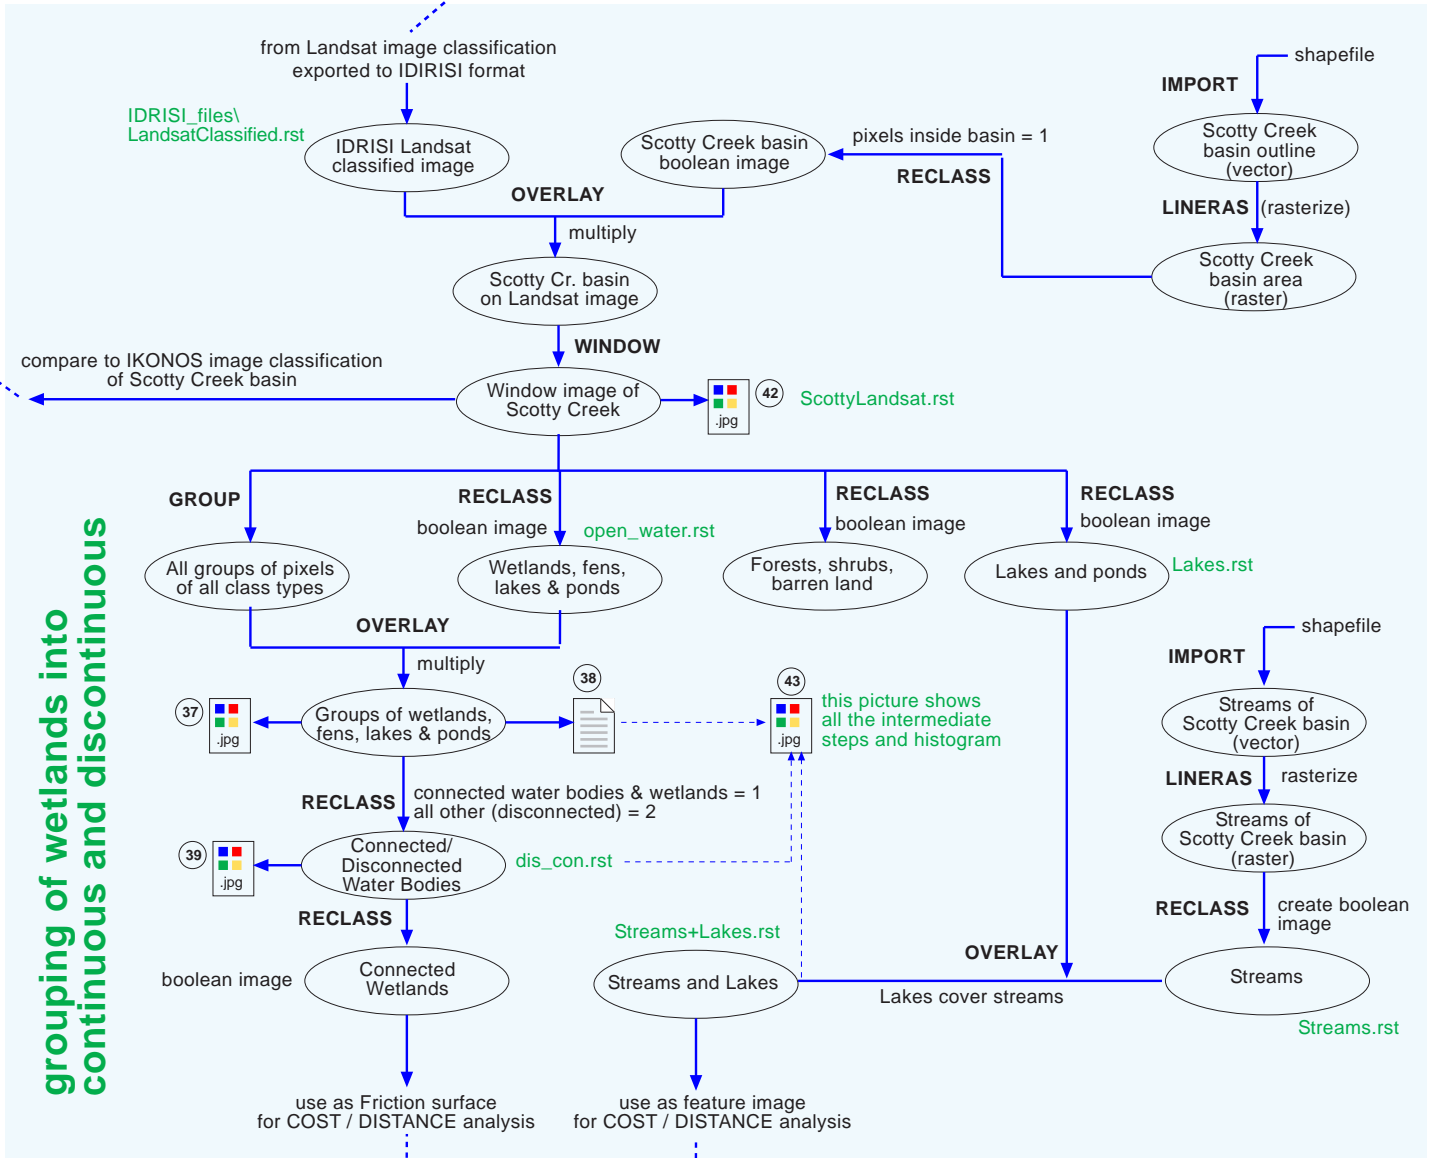 from Landsat image classification
exported to IDIRISI format
shapefile
IMPORT
IDRISI_files\
LandsatClassified.rst
IDRISI Landsat
classified image
Scotty Creek basin
boolean image
pixels inside basin = 1
RECLASS
Scotty Creek
basin outline
(vector)
LINERAS (rasterize)
OVERLAY
multiply
Scotty Creek
basin area
(raster)
Scotty Cr. basin
on Landsat image
WINDOW
compare to IKONOS image classification
of Scotty Creek basin
Window image of
Scotty Creek
.jpg
42
ScottyLandsat.rst
GROUP
RECLASS
boolean image
open_water.rst
RECLASS
boolean image
RECLASS
boolean image
All groups of pixels
of all class types
Wetlands, fens,
lakes & ponds
Forests, shrubs,
barren land
Lakes and ponds
Lakes.rst
OVERLAY
multiply
shapefile
IMPORT
37
.jpg
Groups of wetlands,
fens, lakes & ponds
38
43
.jpg
this picture shows
all the intermediate
steps and histogram
Streams of
Scotty Creek basin
(vector)
LINERAS rasterize
RECLASS
connected water bodies & wetlands = 1
all other (disconnected) = 2
Streams of
Scotty Creek basin
(raster)
39
.jpg
Connected/
Disconnected
Water Bodies
dis_con.rst
RECLASS
RECLASS
create boolean
image
Streams+Lakes.rst
OVERLAY
boolean image
Connected
Wetlands
Streams and Lakes
Lakes cover streams
Streams
Streams.rst
use as Friction surface
for COST / DISTANCE analysis
use as feature image
for COST / DISTANCE analysis
grouping of wetlands into
continuous and discontinuous